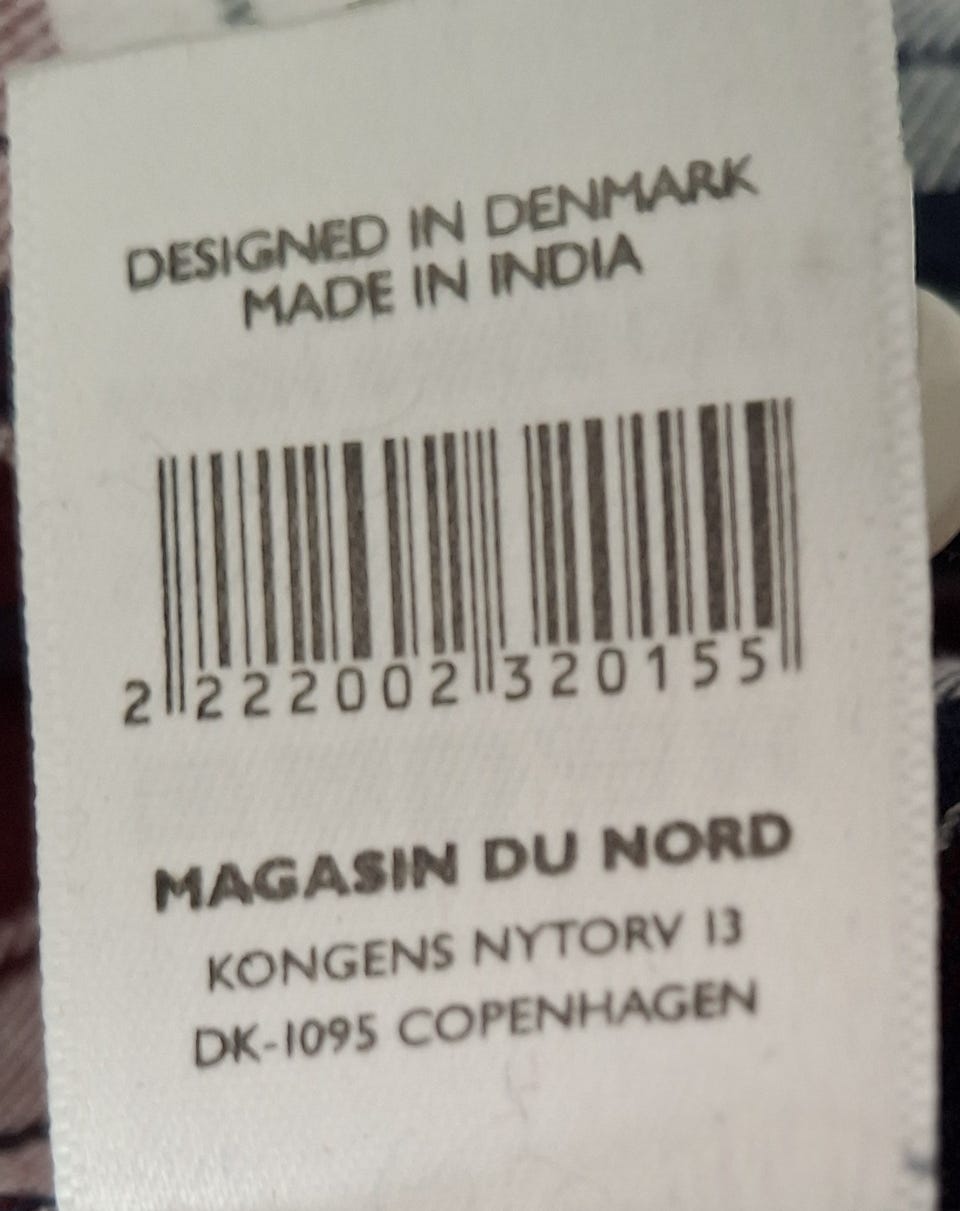 DESIGNED IN DENMARK
MADE IN INDIA
2 222002 320155
MAGASIN DU NORD
KONGENS NYTORV 13
DK-1095 COPENHAGEN